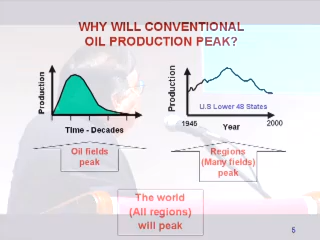 WHY WILL CONVENTIONAL
OIL PRODUCTION PEAK?
Production
Time - Decades
Production
U.S Lower 48 States
1945
2000
Year
Oil fields
peak
Regions
(Many fields)
peak
The world
(All regions)
will peak
5